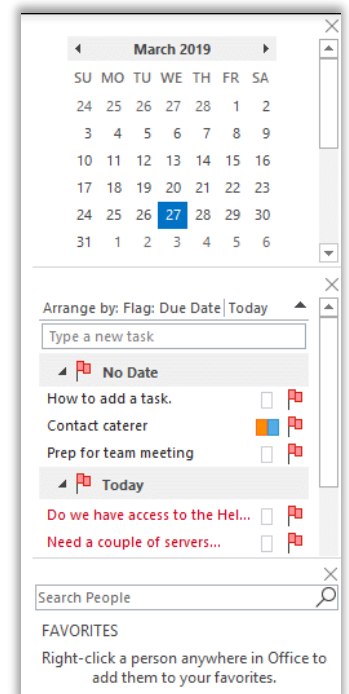 March 2019
SU MO TU WE TH FR SA
24 25 26 27 28 1 2
3 4 5 6 7 8 9
10 11 12 13 14 15 16
17 18 19 20 21 22 23
24 25 26 27 28 29 30
31 1 2 3 4 5 6
Arrange by: Flag: Due Date Today
Type a new task
No Date
How to add a task.
Contact caterer
Prep for team meeting
Today
Do we have access to the Hel...
Need a couple of servers...
Search People
FAVORITES
Right-click a person anywhere in Office to
add them to your favorites.